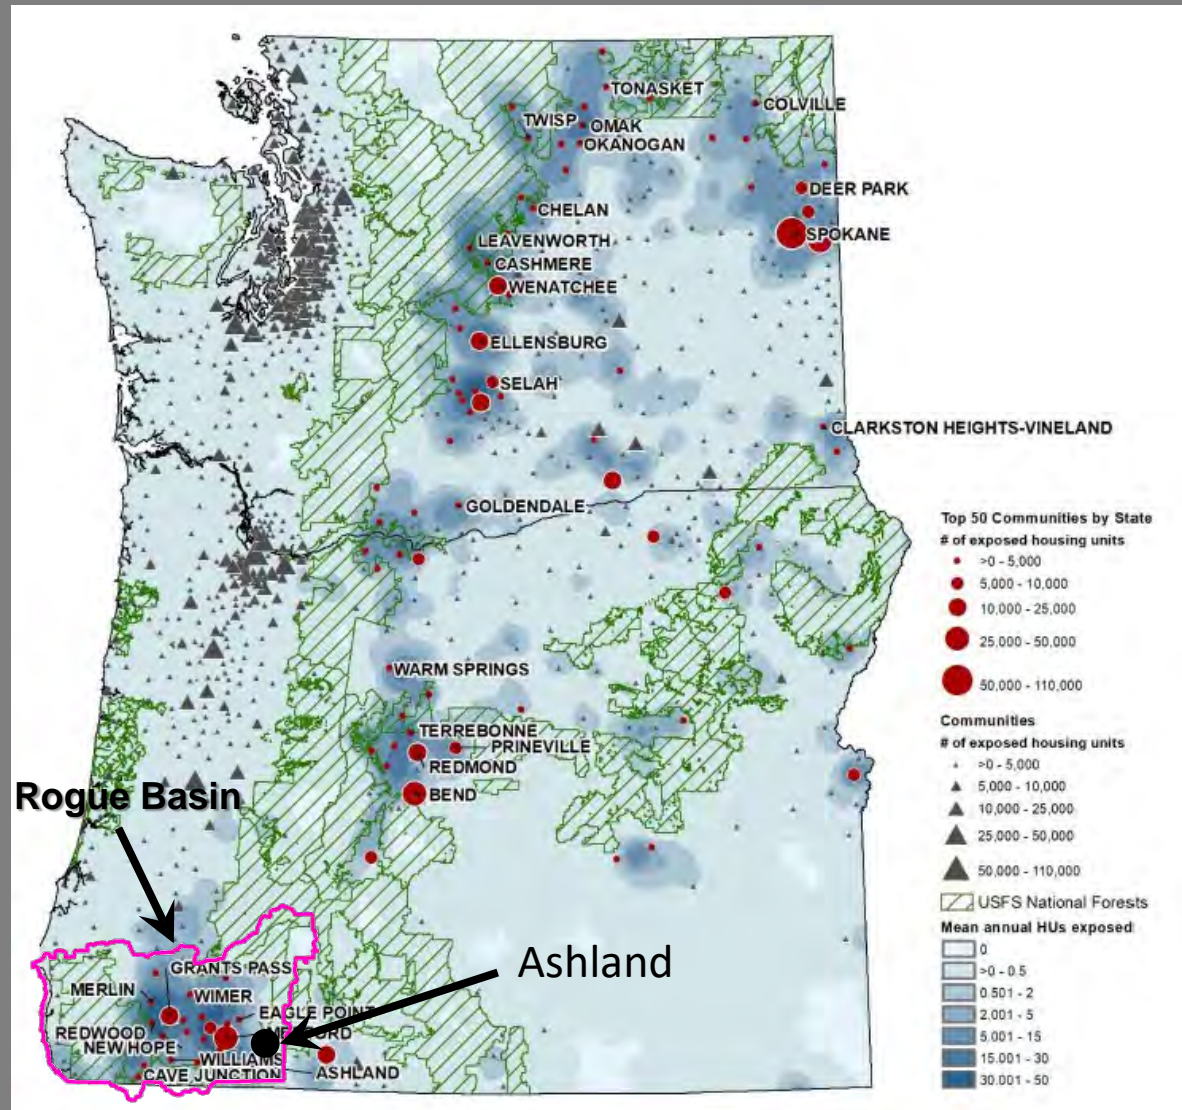 TONASKET
COLVILLE
TWISP
OMAK
OKANOGAN
DEER PARK
CHELAN
SPOKANE
LEAVENWORTH
CASHMERE
WENATCHEE
ELLENSBURG
SELAH
CLARKSTON HEIGHTS-VINELAND
GOLDENDALE
Top 50 Communities by State
# of exposed housing units
>0 - 5,000
5,000 - 10,000
10,000 - 25,000
25,000 - 50,000
50,000 - 110,000
WARM SPRINGS
TERREBONNE
PRINEVILLE
REDMOND
BEND
Communities
# of exposed housing units
>0 - 5,000
5,000 - 10,000
10,000 - 25,000
25,000 - 50,000
50,000 - 110,000
USFS National Forests
Mean annual HUs exposed
0
>0 - 0.5
0.501 - 2
2.001 - 5
5.001 - 15
15.001 - 30
30.001 - 50
Rogue Basin
Ashland
GRANTS PASS
MERLIN
WIMER
EAGLE POINT
REDWOOD
NEW HOPE
WILLIAMS
CAVE JUNCTION
ASHLAND